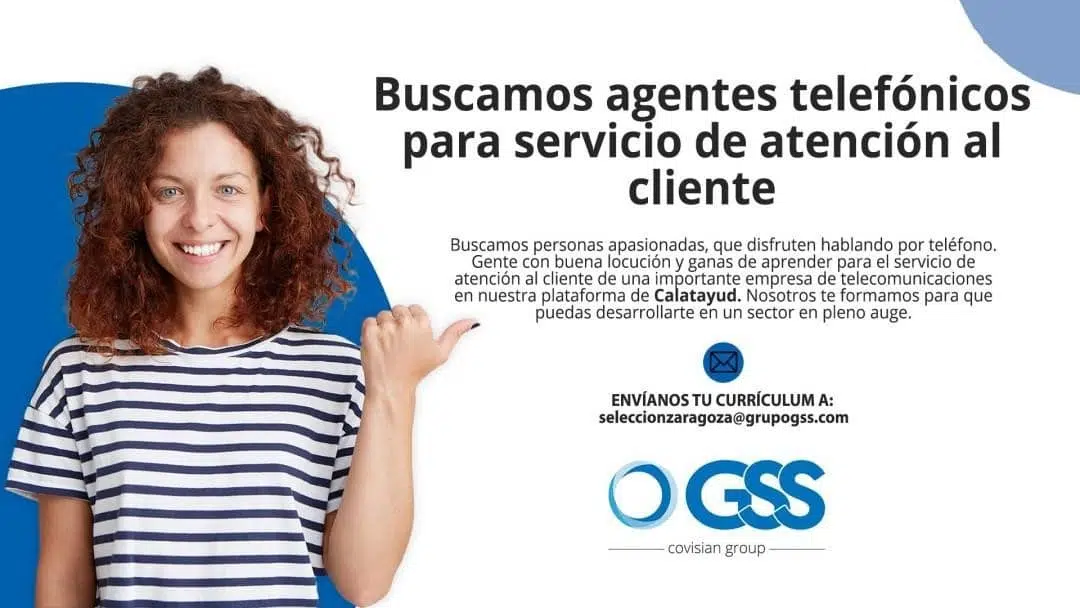 Buscamos agentes telefónicos
para servicio de atención al
cliente
Buscamos personas apasionadas, que disfruten hablando por teléfono.
Gente con buena locución y ganas de aprender para el servicio de
atención al cliente de una importante empresa de telecomunicaciones
en nuestra plataforma de Calatayud. Nosotros te formamos para que
puedas desarrollarte en un sector en pleno auge.
ENVÍANOS TU CURRÍCULUM A:
seleccionzaragoza@grupogss.com
GSS
covisian group